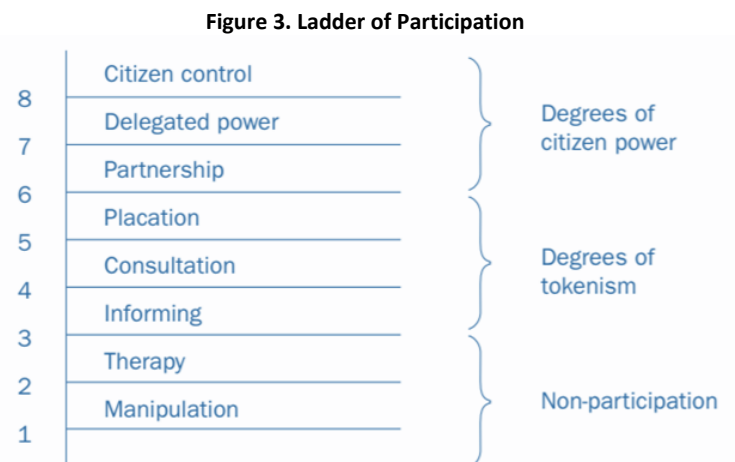 Figure 3. Ladder of Participation
Citizen control
8
Delegated power
7
Partnership
6
Degrees of
citizen power
Placation
5
Consultation
4
Informing
3
Degrees of
tokenism
Therapy
2
Manipulation
1
Non-participation